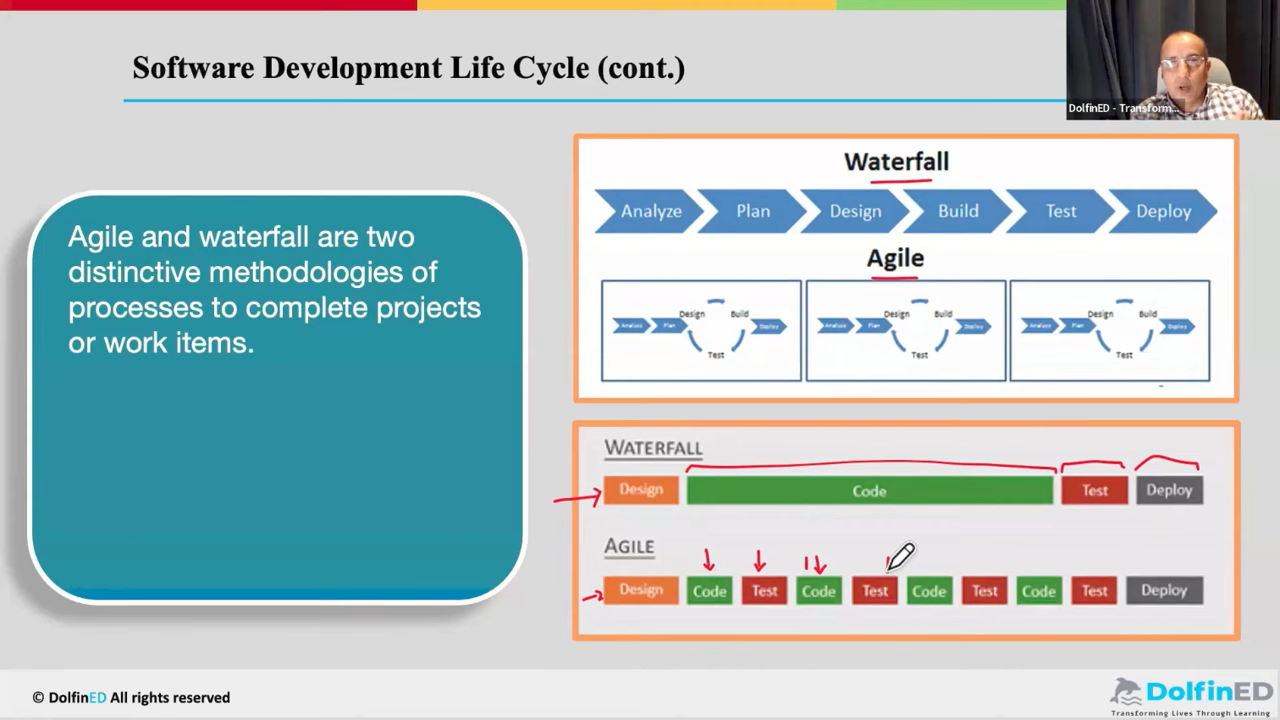 Software Development Life Cycle (cont.)
DolfinED - Transform...
Agile and waterfall are two
distinctive methodologies of
processes to complete projects
or work items.
Waterfall
Analyze Plan Design Build Test Deploy
Agile
Analysis Plan Design Build Test Deploy
Analysis Plan Design Build Test Deploy
Analysis Plan Design Build Test Deploy
WATERFALL
Design Code Test Deploy
AGILE
Design Code Test Code Test Code Test Code Test Deploy
© DolfinED All rights reserved
DolfinED
Transforming Lives Through Learning